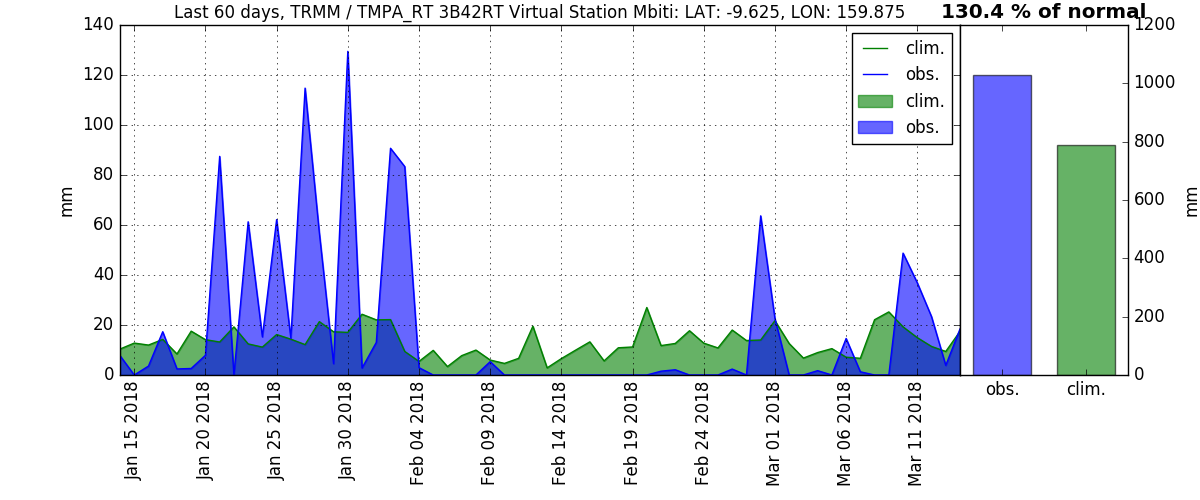 Last 60 days, TRMM / TMPA_RT 3B42RT Virtual Station Mbiti: LAT: -9.625, LON: 159.875
130.4 % of normal
140
120
100
80
60
40
20
0
mm
clim.
obs.
clim.
obs.
Jan 15 2018
Jan 20 2018
Jan 25 2018
Jan 30 2018
Feb 04 2018
Feb 09 2018
Feb 14 2018
Feb 19 2018
Feb 24 2018
Mar 01 2018
Mar 06 2018
Mar 11 2018
1200
1000
800
600
400
200
0
mm
obs.
clim.